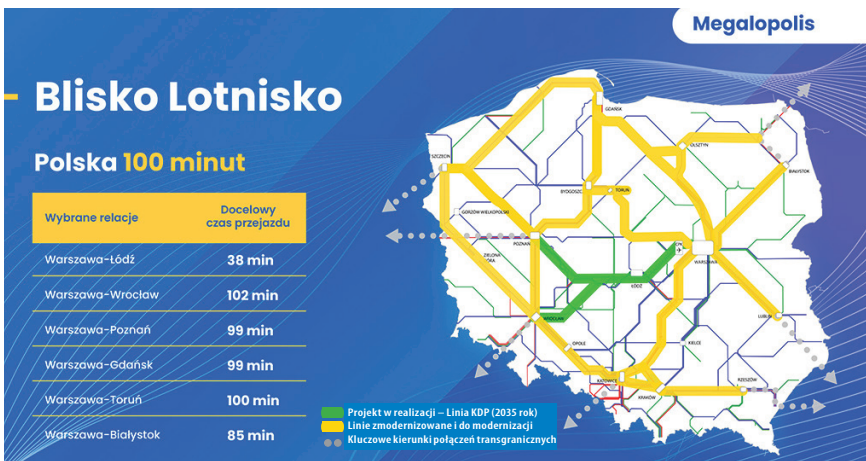 Megalopolis
Blisko Lotnisko
Polska 100 minut
Wybrane relacje
Docelowy
czas przejazdu
Warszawa-Łódź 38 min
Warszawa-Wrocław 102 min
Warszawa-Poznań 99 min
Warszawa-Gdańsk 99 min
Warszawa-Toruń 100 min
Warszawa-Białystok 85 min
GDAŃSK
OLSZTYN
SZCZECIN
BIAŁYSTOK
BYDGOSZCZ
TORUŃ
GORZÓW WIELKOPOLSKI
POZNAŃ
WARSZAWA
ZIELONA
GÓRA
ŁÓDŹ
WROCŁAW
LUBLIN
OPOLE
KIELCE
KATOWICE
RZESZÓW
KRAKÓW
Projekt w realizacji – Linia KDP (2035 rok)
Linie zmodernizowane i do modernizacji
Kluczowe kierunki połączeń transgranicznych